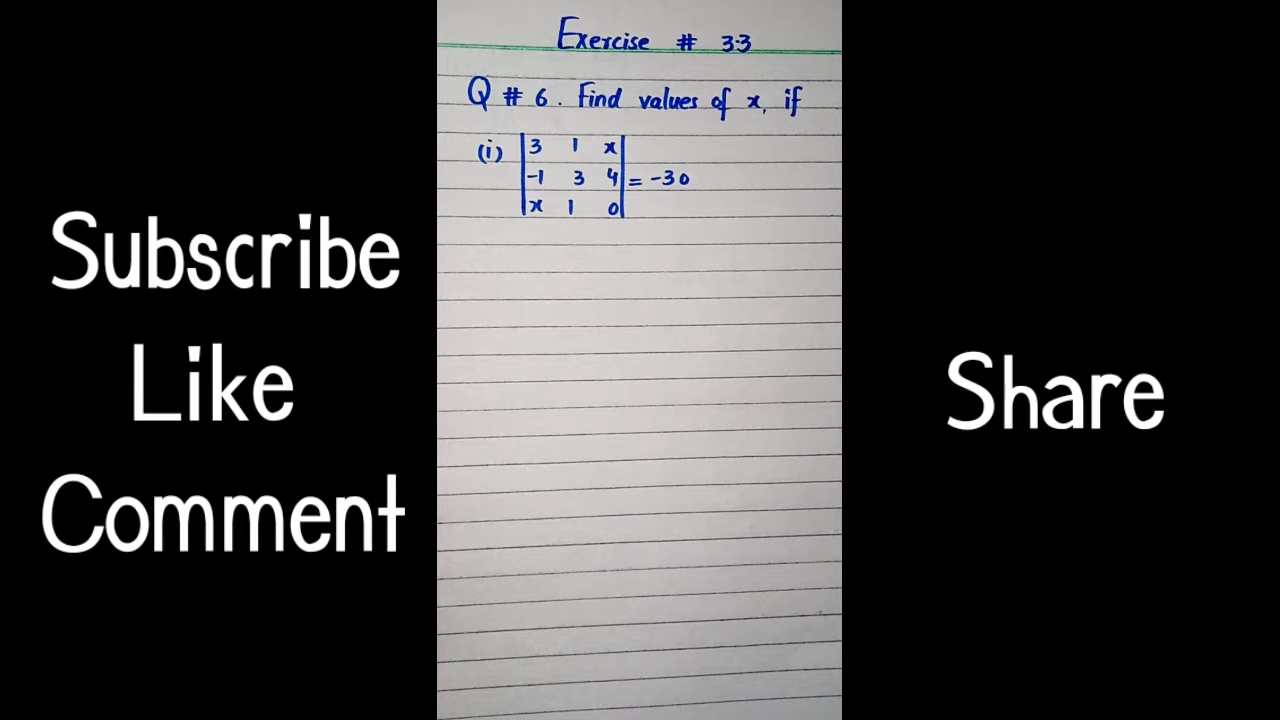 Exercise # 3.3
Q # 6. Find values of x, if
(i) | 3 1 x |
| -1 3 4 | = -30
| x 1 0 |
Subscribe
Like
Comment
Share